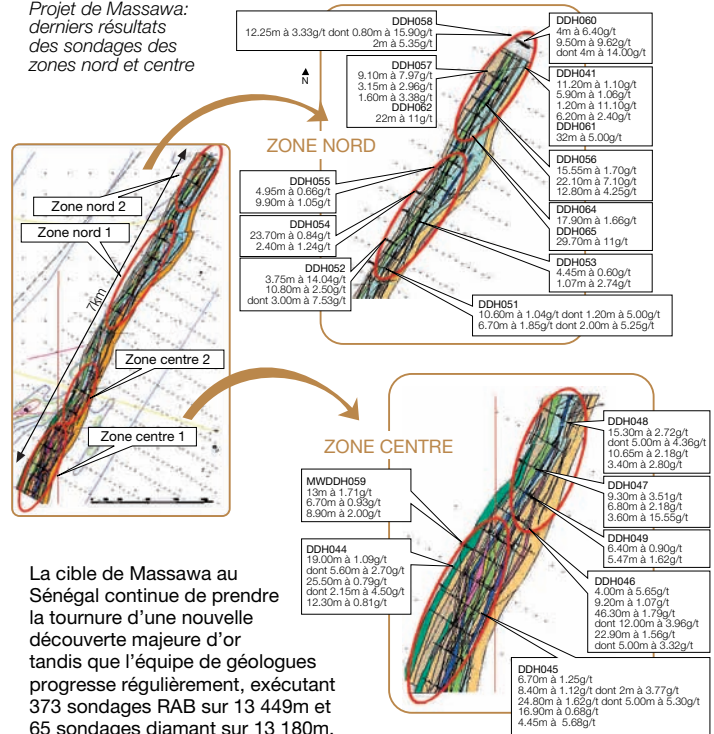 Projet de Massawa:
derniers résultats
des sondages des
zones nord et centre
DDH058
12.25m à 3.33g/t dont 0.80m à 15.90g/t
2m à 5.35g/t
DDH060
4m à 6.40g/t
9.50m à 9.62g/t
dont 4m à 14.00g/t
N
DDH057
9.10m à 7.97g/t
3.15m à 2.96g/t
1.60m à 3.38g/t
DDH062
22m à 11g/t
DDH041
11.20m à 1.10g/t
5.90m à 1.06g/t
1.20m à 11.10g/t
6.20m à 2.40g/t
DDH061
32m à 5.00g/t
ZONE NORD
DDH056
15.55m à 1.70g/t
22.10m à 7.10g/t
12.80m à 4.25g/t
DDH055
4.95m à 0.66g/t
9.90m à 1.05g/t
DDH064
17.90m à 1.66g/t
DDH065
29.70m à 11g/t
DDH054
23.70m à 0.84g/t
2.40m à 1.24g/t
DDH053
4.45m à 0.60g/t
1.07m à 2.74g/t
DDH052
3.75m à 14.04g/t
10.80m à 2.50g/t
dont 3.00m à 7.53g/t
DDH051
10.60m à 1.04g/t dont 1.20m à 5.00g/t
6.70m à 1.85g/t dont 2.00m à 5.25g/t
Zone nord 2
Zone nord 1
7km
Zone centre 2
Zone centre 1
ZONE CENTRE
DDH048
15.30m à 2.72g/t
dont 5.00m à 4.36g/t
10.65m à 2.18g/t
3.40m à 2.80g/t
MWDDH059
13m à 1.71g/t
6.70m à 0.93g/t
8.90m à 2.00g/t
DDH047
9.30m à 3.51g/t
6.80m à 2.18g/t
3.60m à 15.55g/t
DDH049
6.40m à 0.90g/t
5.47m à 1.62g/t
DDH044
19.00m à 1.09g/t
dont 5.60m à 2.70g/t
25.50m à 0.79g/t
dont 2.15m à 4.50g/t
12.30m à 0.81g/t
DDH046
4.00m à 5.65g/t
9.20m à 1.07g/t
46.30m à 1.79g/t
dont 12.00m à 3.96g/t
22.90m à 1.56g/t
dont 5.00m à 3.32g/t
DDH045
6.70m à 1.25g/t
8.40m à 1.12g/t dont 2m à 3.77g/t
24.80m à 1.62g/t dont 5.00m à 5.30g/t
16.90m à 0.68g/t
4.45m à 5.68g/t
La cible de Massawa au
Sénégal continue de prendre
la tournure d'une nouvelle
découverte majeure d'or
tandis que l'équipe de géologues
progresse régulièrement, exécutant
373 sondages RAB sur 13 449m et
65 sondages diamant sur 13 180m.